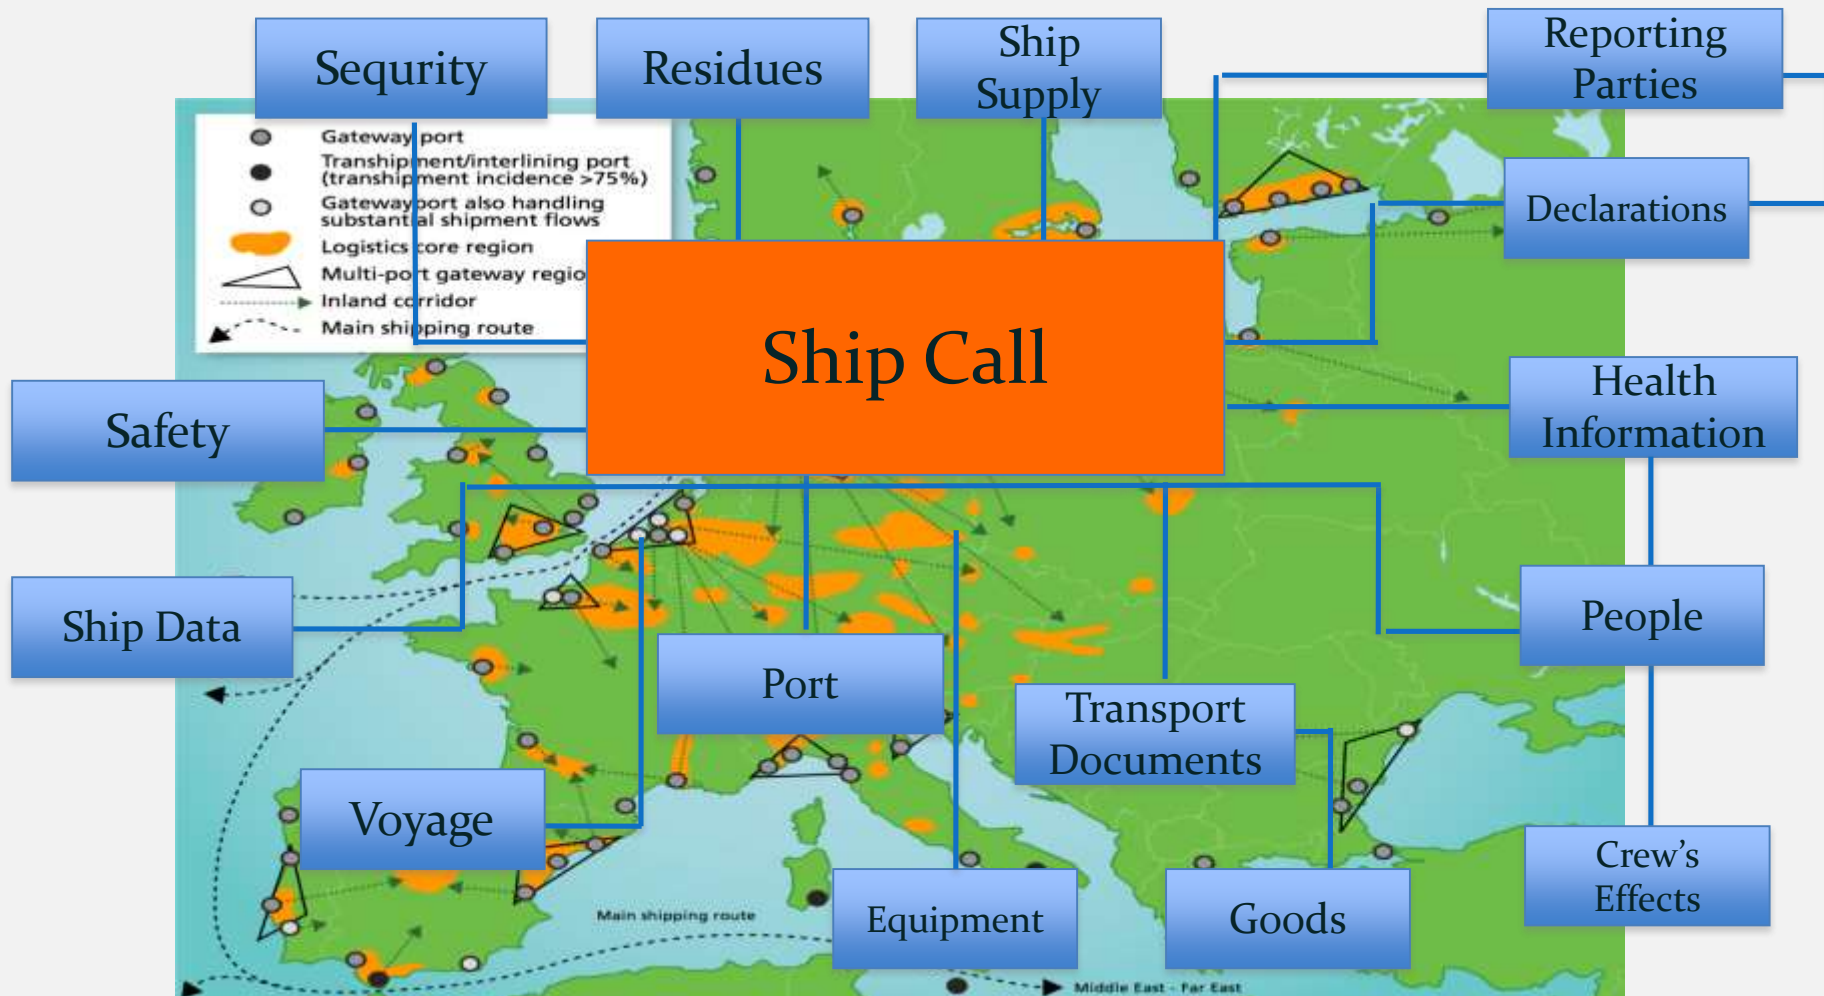 Sequrity
Residues
Ship
Supply
Reporting
Parties
Gateway port
Transhipment/interlining port
(transhipment incidence >75%)
Gateway port also handling
substantial shipment flows
Logistics core region
Multi-port gateway regio
Inland corridor
Main shipping route
Declarations
Ship Call
Health
Information
Safety
Ship Data
People
Port
Transport
Documents
Voyage
Crew's
Effects
Equipment
Goods
Main shipping route
Middle East - Far East